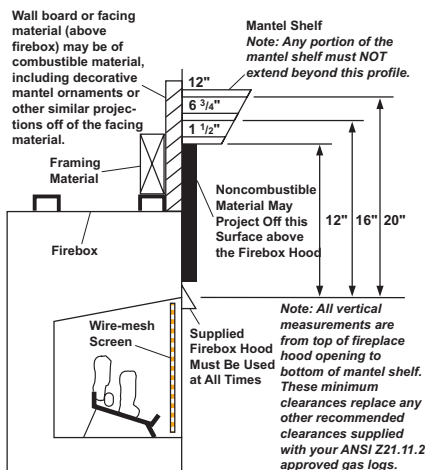 Wall board or facing
material (above
firebox) may be of
combustible material,
including decorative
mantel ornaments or
other similar projec-
tions off of the facing
material.
Mantel Shelf
Note: Any portion of the
mantel shelf must NOT
extend beyond this profile.
12"
6 3/4"
1 1/2"
Framing
Material
Noncombustible
Material May
Project Off this
Surface above
the Firebox Hood
12" 16" 20"
Firebox
Wire-mesh
Screen
Supplied
Firebox Hood
Must Be Used
at All Times
Note: All vertical
measurements are
from top of fireplace
hood opening to
bottom of mantel shelf.
These minimum
clearances replace any
other recommended
clearances supplied
with your ANSI Z21.11.2
approved gas logs.